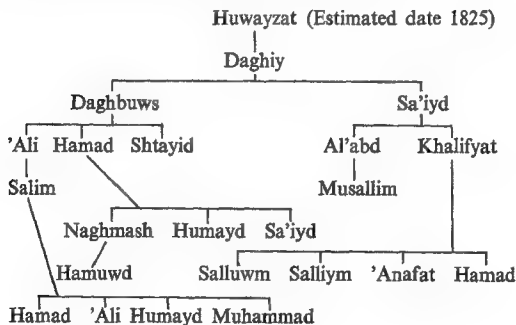 Huwayzat (Estimated date 1825)
Daghiy
Daghbuws Sa'iyd
'Ali Hamad Shtayid Al'abd Khalifyat
Salim Musallim
Naghmash Humayd Sa'iyd
Hamuwd Salluwm Salliym 'Anafat Hamad
Hamad 'Ali Humayd Muhammad